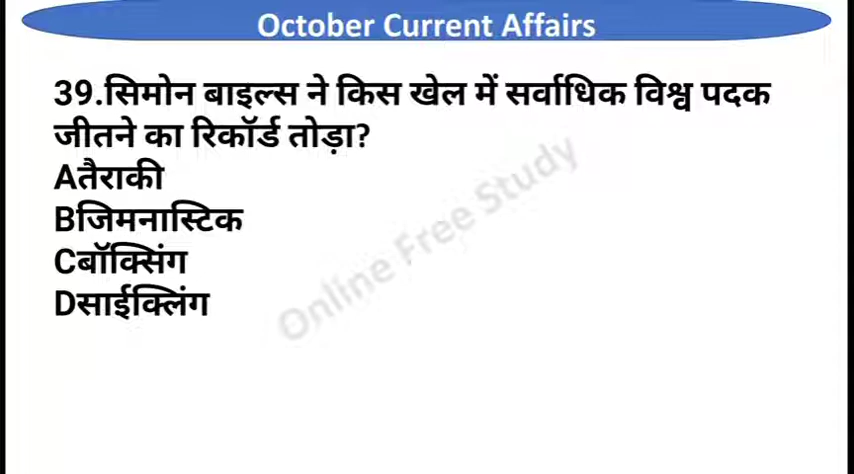 October Current Affairs
39.सिमोन बाइल्स ने किस खेल में सर्वाधिक विश्व पदक
जीतने का रिकॉर्ड तोड़ा?
Aतैराकी
Bजिमनास्टिक
Cबॉक्सिंग
Dसाईक्लिंग
Online Free Study